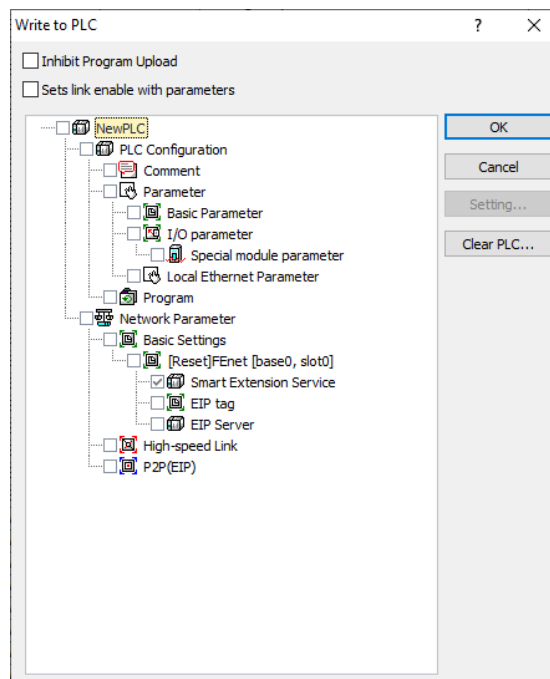 Write to PLC
?
Inhibit Program Upload
Sets link enable with parameters
NewPLC
PLC Configuration
Comment
Parameter
Basic Parameter
I/O parameter
Special module parameter
Local Ethernet Parameter
Program
Network Parameter
Basic Settings
[Reset]FEnet [base0, slot0]
Smart Extension Service
EIP tag
EIP Server
High-speed Link
P2P(EIP)
OK
Cancel
Setting...
Clear PLC...